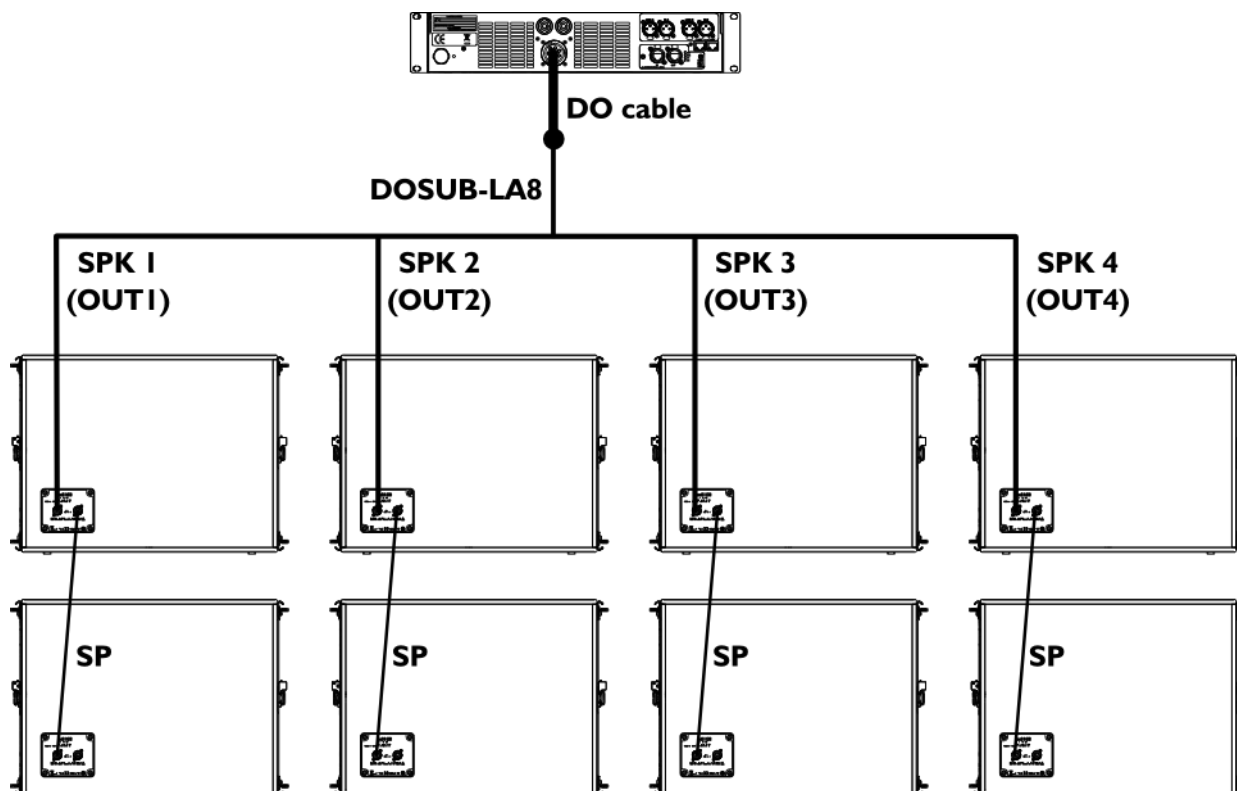 DO cable
DOSUB-LA8
SPK 1
(OUT1)
SPK 2
(OUT2)
SPK 3
(OUT3)
SPK 4
(OUT4)
SP
SP
SP
SP